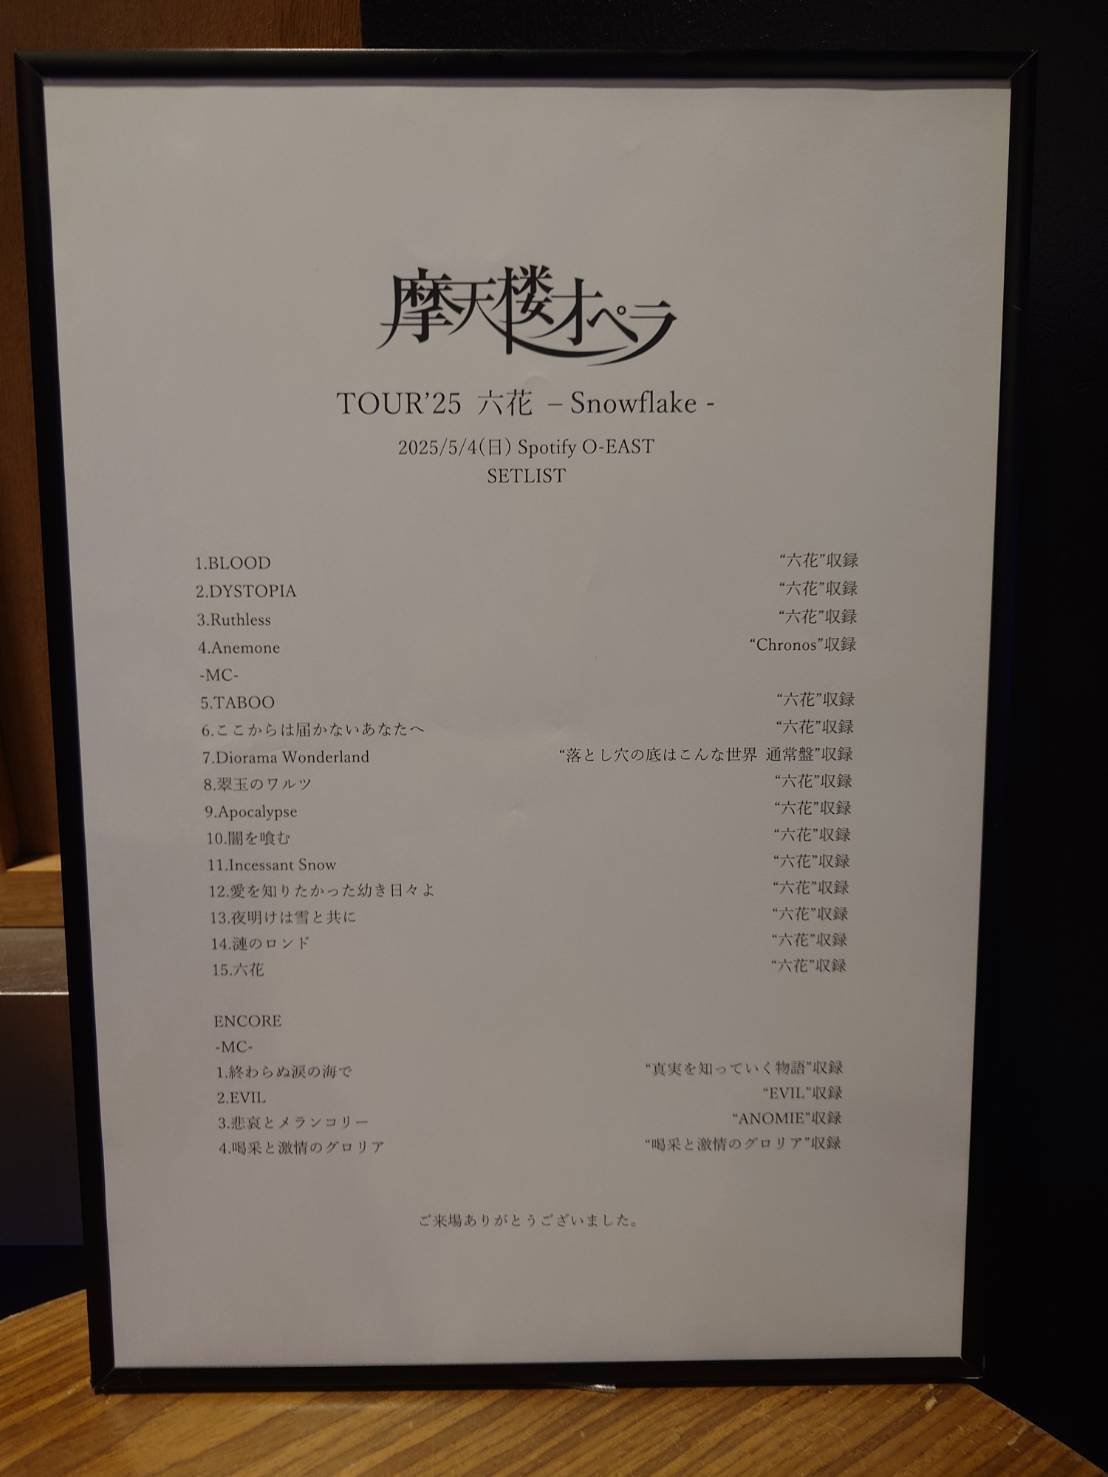 摩天楼オペラ
TOUR’25 六花 – Snowflake -
2025/5/4(日) Spotify O-EAST
SETLIST
1.BLOOD “六花”収録
2.DYSTOPIA “六花”収録
3.Ruthless “六花”収録
4.Anemone “Chronos”収録
-MC-
5.TABOO “六花”収録
6.ここからは届かないあなたへ “六花”収録
7.Diorama Wonderland “落とし穴の底はこんな世界 通常盤”収録
8.翠玉のワルツ “六花”収録
9.Apocalypse “六花”収録
10.闇を喰む “六花”収録
11.Incessant Snow “六花”収録
12.愛を知りたかった幼き日々よ “六花”収録
13.夜明けは雪と共に “六花”収録
14.漣のロンド “六花”収録
15.六花 “六花”収録
ENCORE
-MC-
1.終わらぬ涙の海で “真実を知っていく物語”収録
2.EVIL “EVIL”収録
3.悲哀とメランコリー “ANOMIE”収録
4.喝采と激情のグロリア “喝采と激情のグロリア”収録
ご来場ありがとうございました。